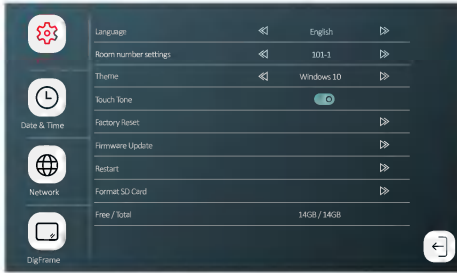 Language English
Room number settings 101-1
Theme Windows 10
Touch Tone
Date & Time
Factory Reset
Firmware Update
Restart
Network
Format SD Card
Free / Total 14GB / 14GB
DigFrame